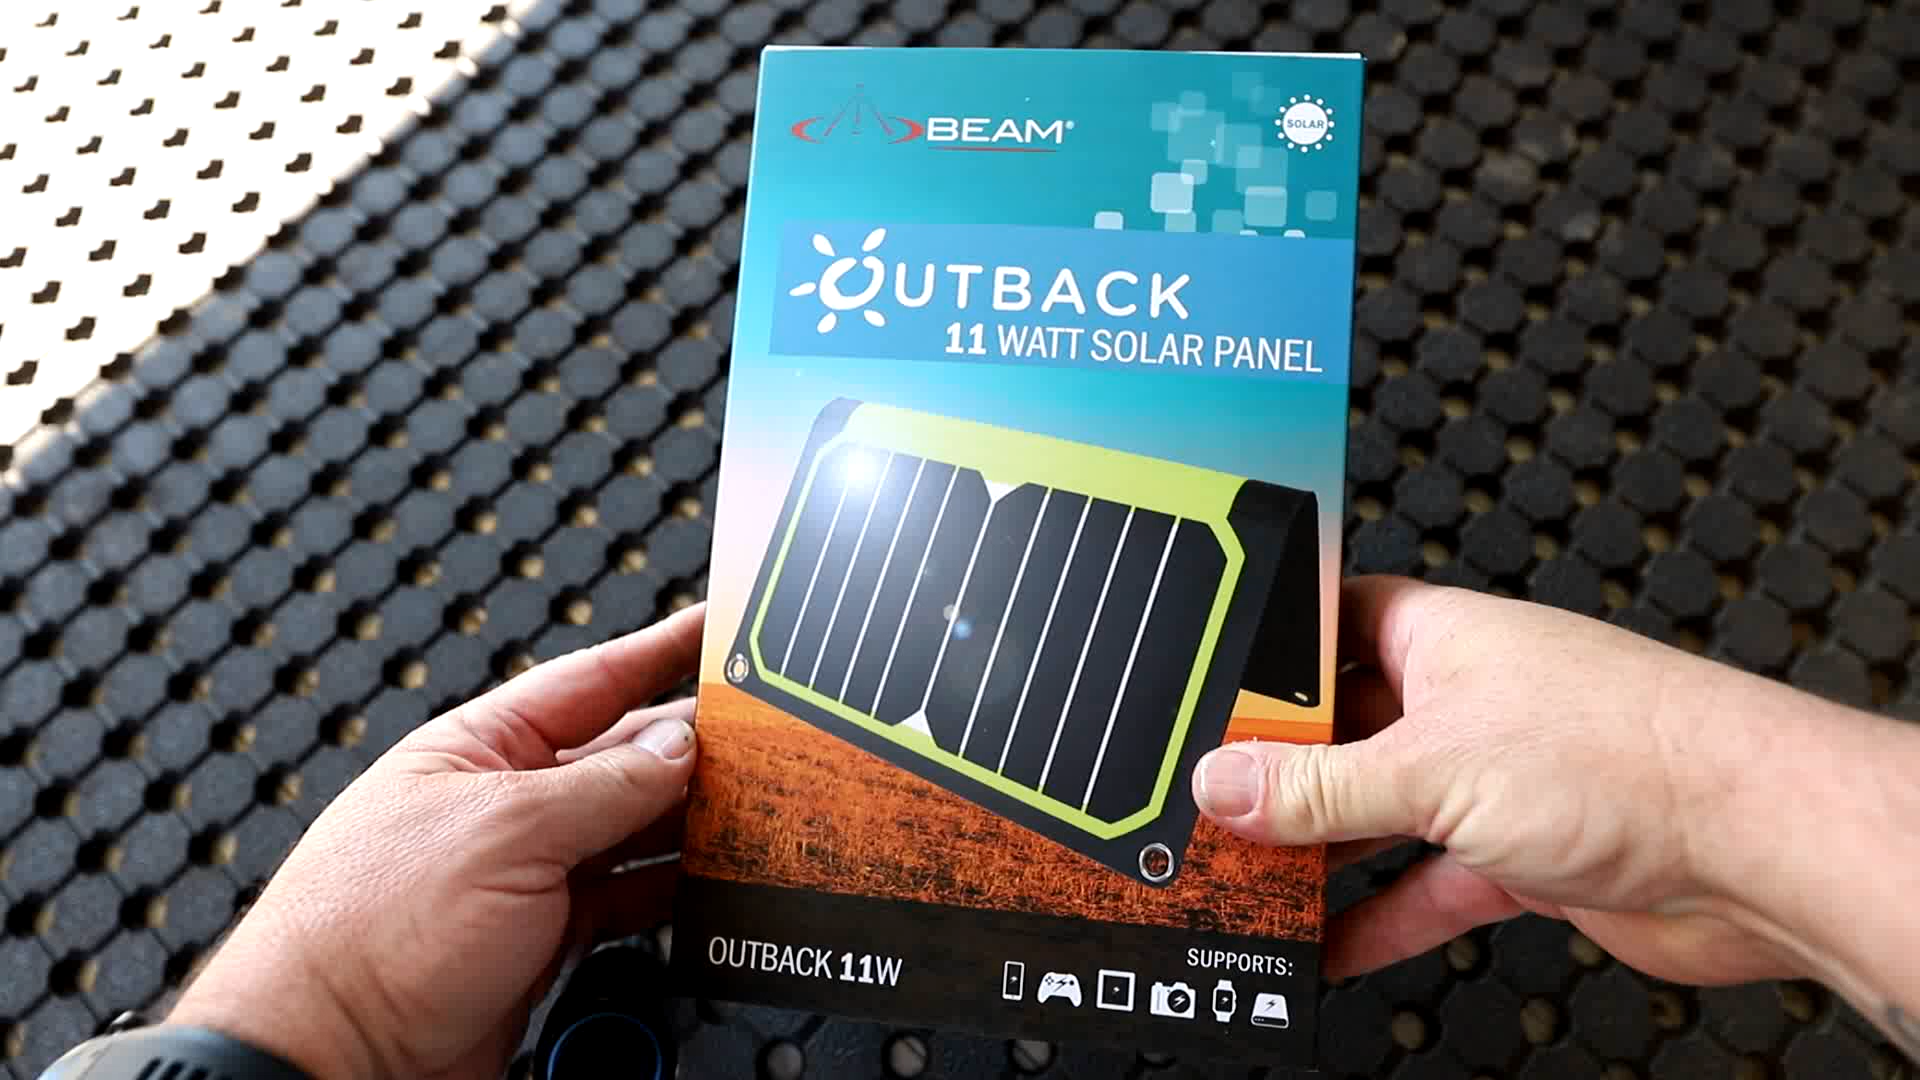 BEAM®
SOLAR
OUTBACK
11 WATT SOLAR PANEL
OUTBACK 11W
SUPPORTS: